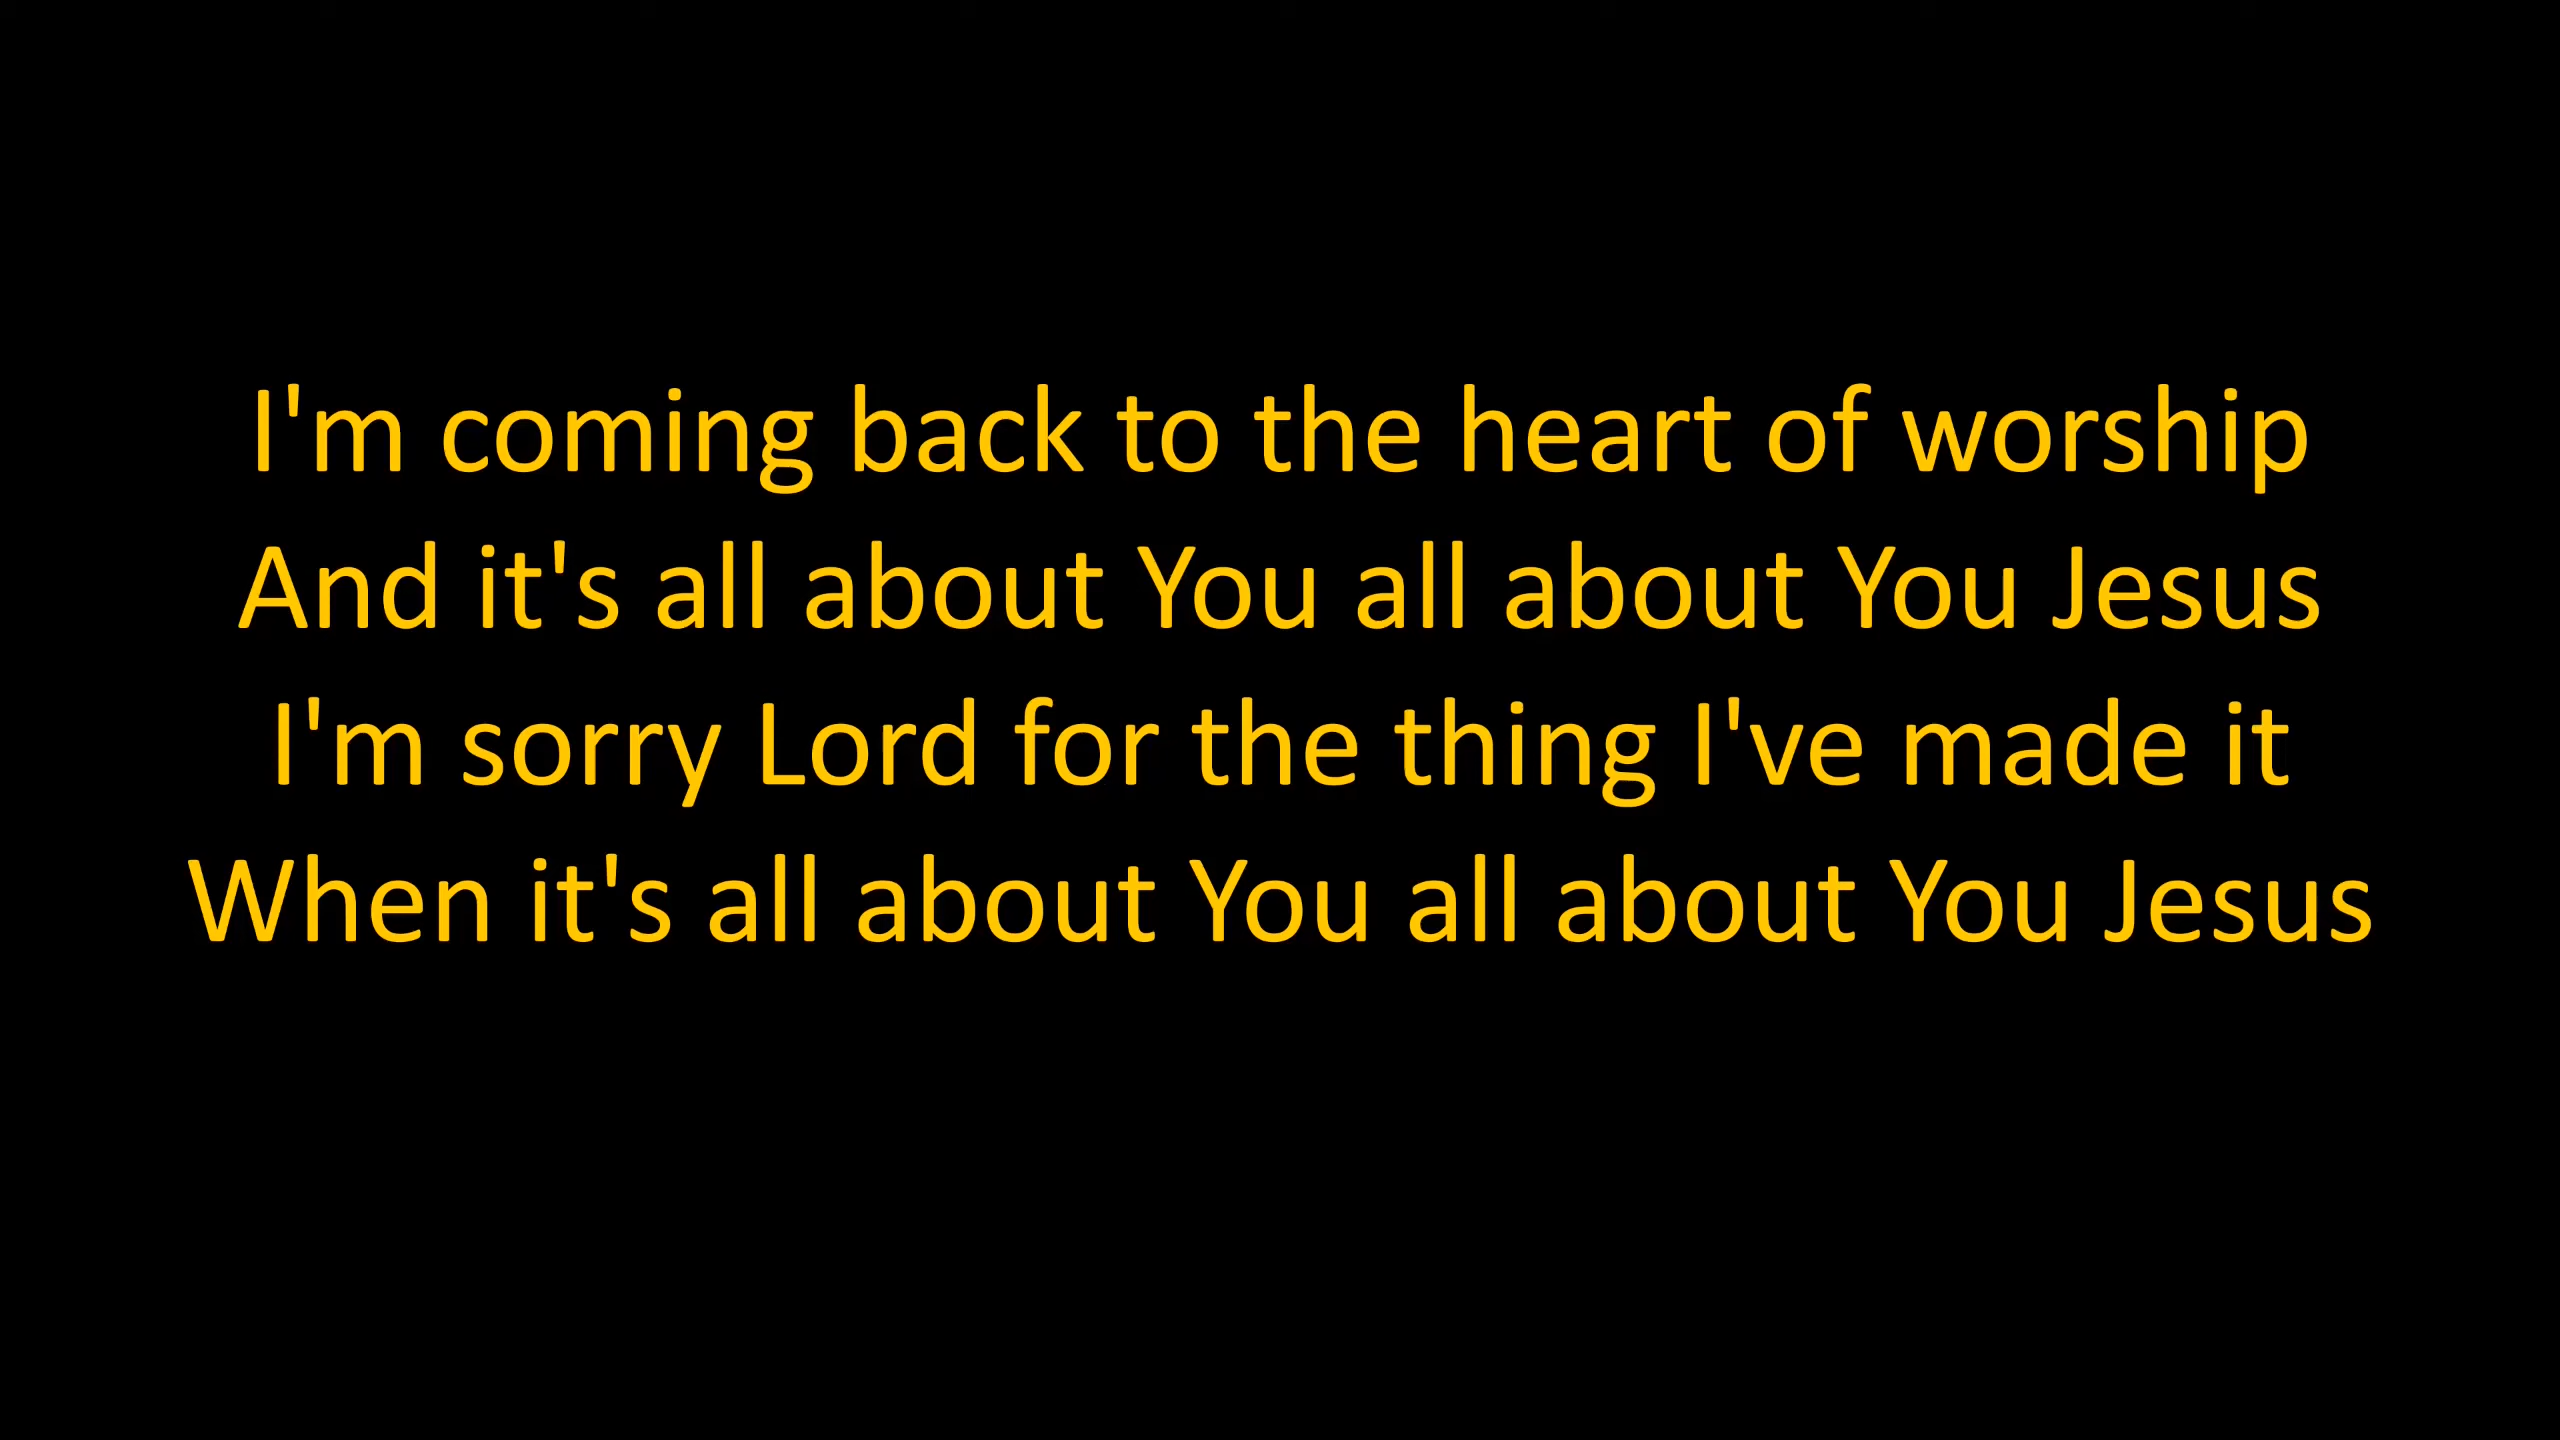 I'm coming back to the heart of worship
And it's all about You all about You Jesus
I'm sorry Lord for the thing I've made it
When it's all about You all about You Jesus